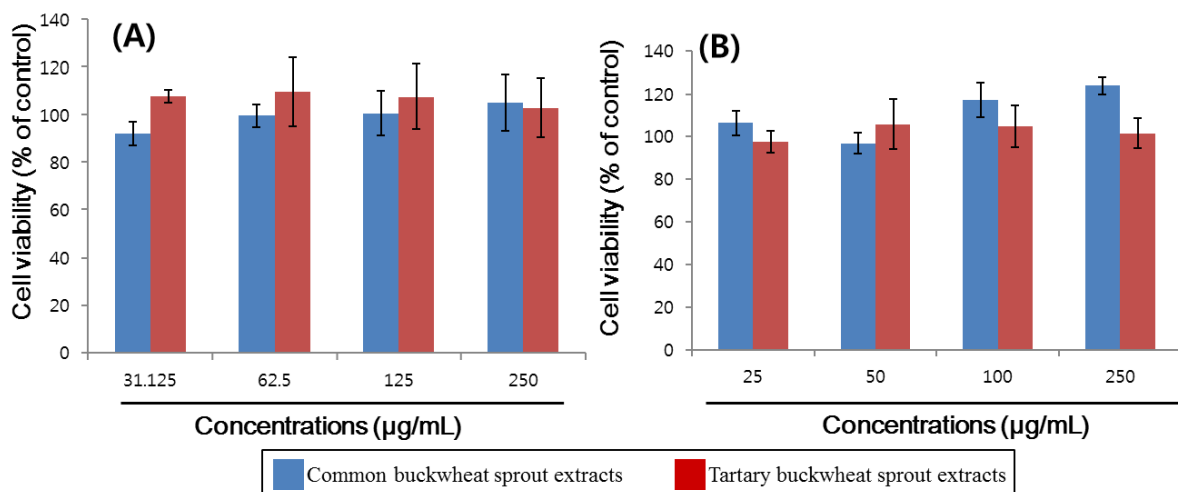 (A)
Cell viability (% of control)
140
120
100
80
60
40
20
0
31.125 62.5 125 250
Concentrations (µg/mL)
(B)
Cell viability (% of control)
140
120
100
80
60
40
20
0
25 50 100 250
Concentrations (µg/mL)
Common buckwheat sprout extracts Tartary buckwheat sprout extracts